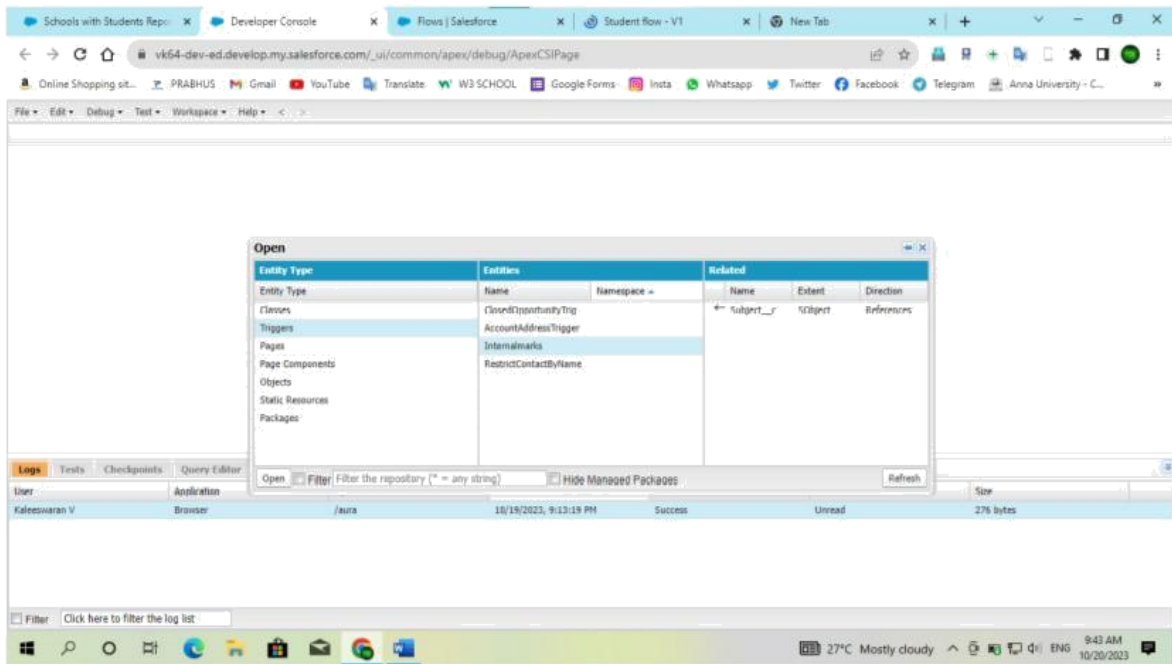 Schools with Students Repo Developer Console Flows | Salesforce Student flow - V1 New Tab
vk64-dev-ed.develop.my.salesforce.com/_ui/common/apex/debug/ApexCSIPage
Online Shopping sit... PRABHUS Gmail YouTube Translate W3 SCHOOL Google Forms Insta Whatsapp Twitter Facebook Telegram Anna University - C...
File Edit Debug Test Workspace Help < >
Open
Entity Type Entities Related
Entity Type Name Namespace Name Extent Direction
Classes ClosedOpportunityTrig Subject__c SObject References
Triggers AccountAddressTrigger
Pages Internalmarks
Page Components RestrictContactByName
Objects
Static Resources
Packages
Logs Tests Checkpoints Query Editor
Open Filter Filter the repository (* = any string) Hide Managed Packages Refresh
User Application Size
Kaleeswaran V Browser /aura 10/19/2023, 9:13:19 PM Success Unread 276 bytes
Filter Click here to filter the log list
27°C Mostly cloudy ENG 9:43 AM
10/20/2023